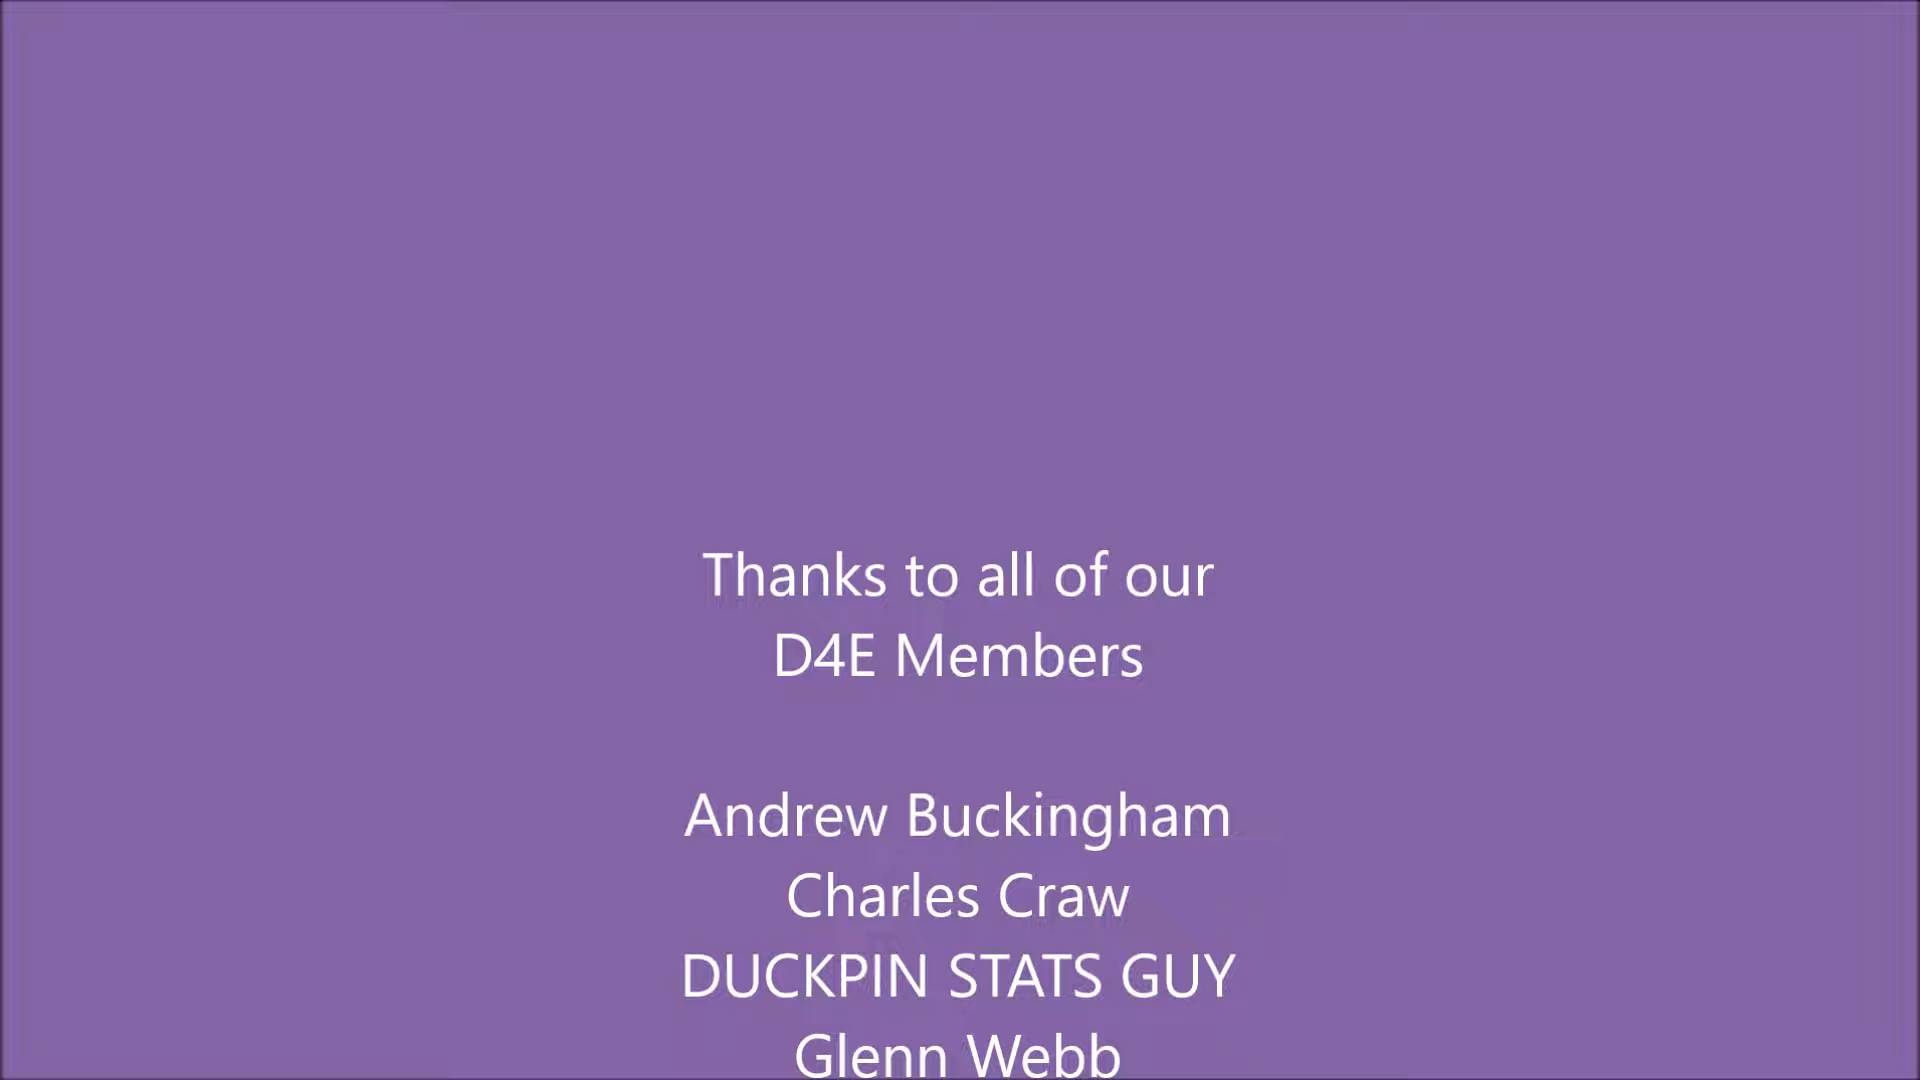 Thanks to all of our
D4E Members
Andrew Buckingham
Charles Craw
DUCKPIN STATS GUY
Glenn Webb